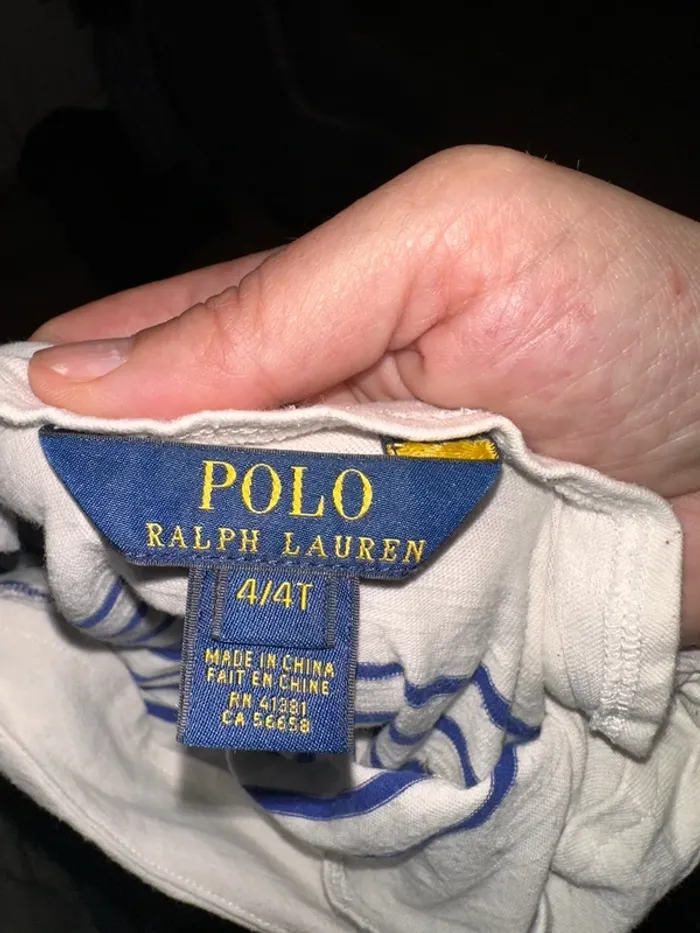 POLO
RALPH LAUREN
4/4T
MADE IN CHINA
FAIT EN CHINE
RN 41381
CA 56658